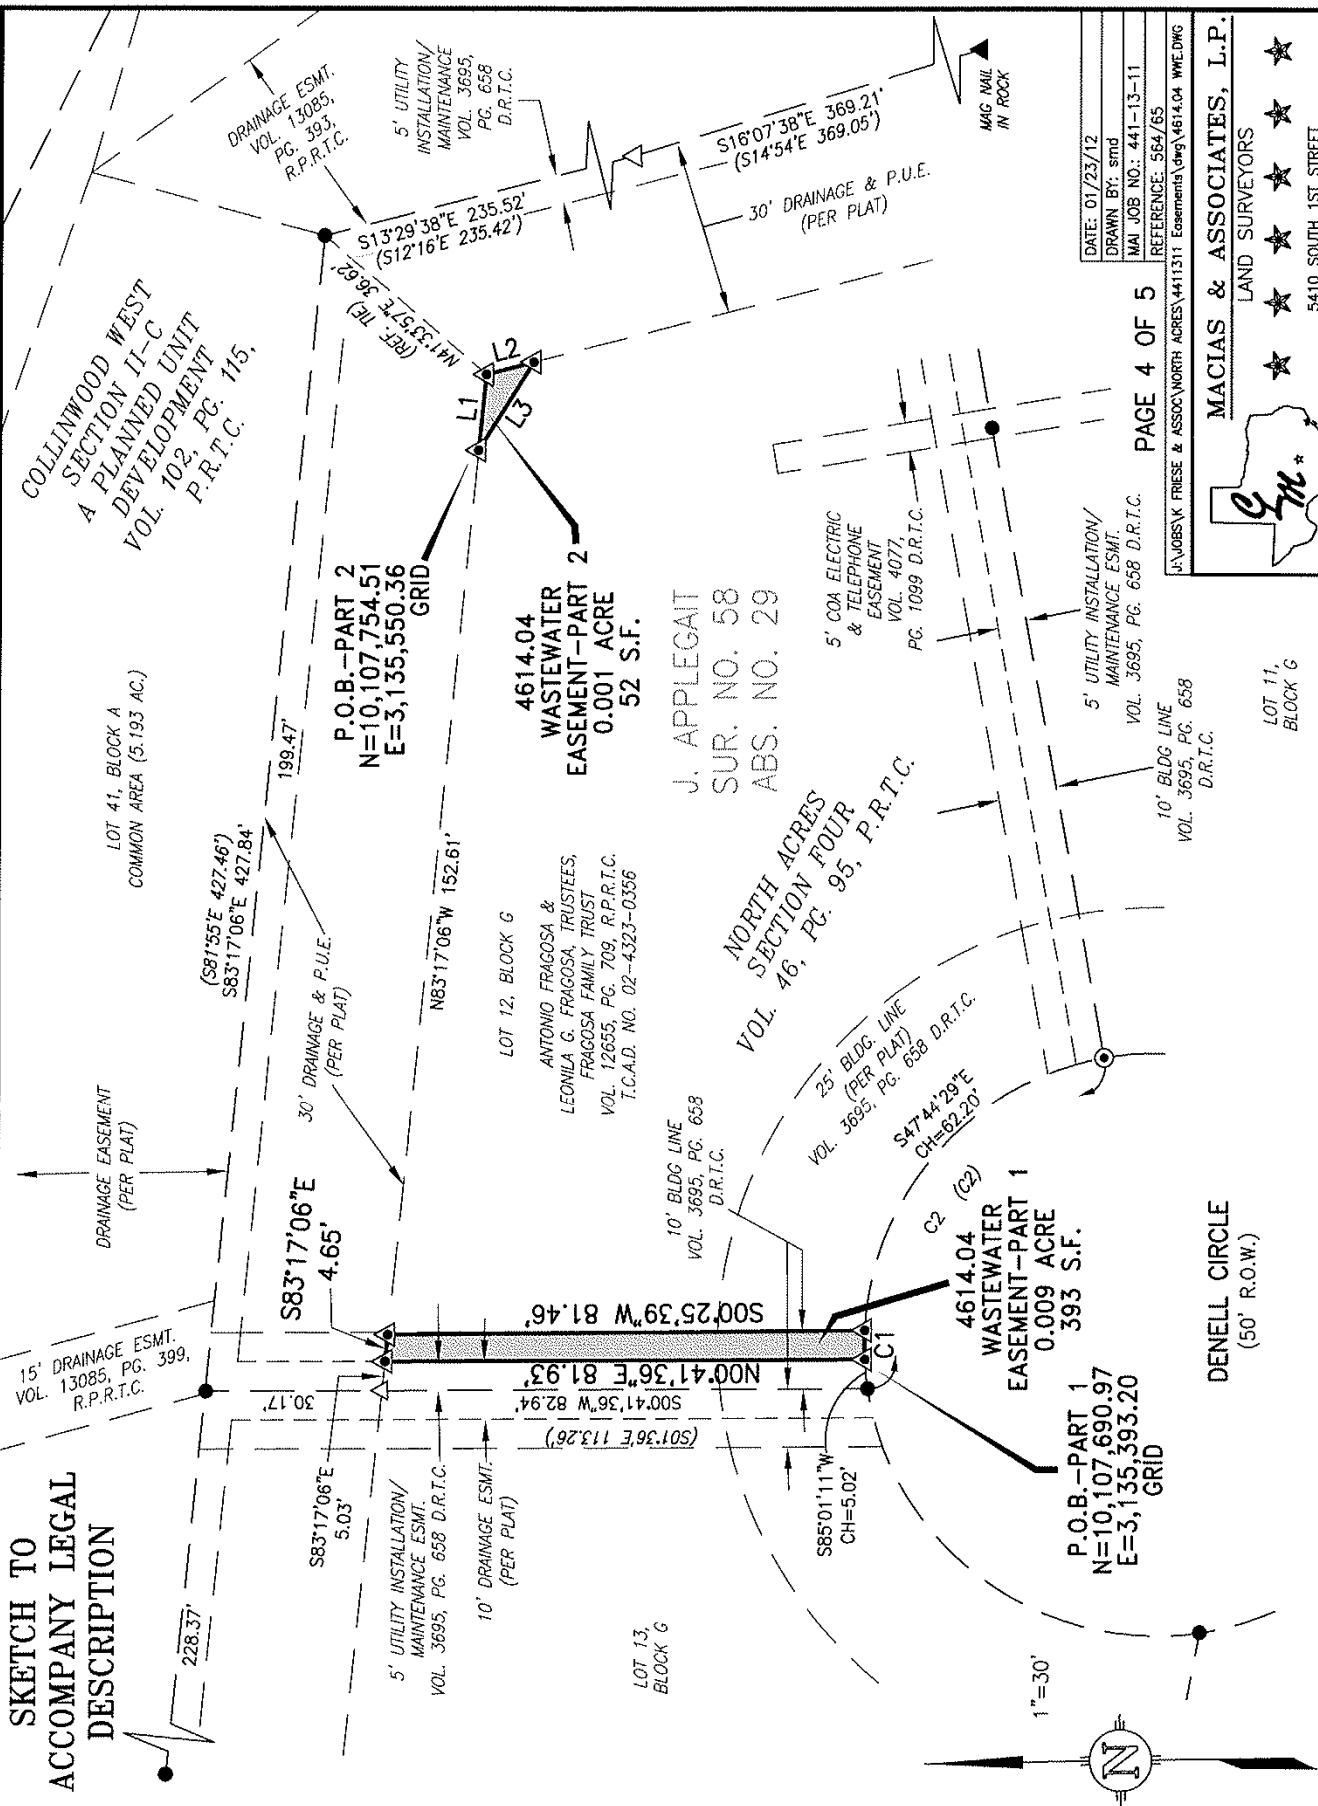 SKETCH TO
ACCOMPANY LEGAL
DESCRIPTION
228.37'
15' DRAINAGE ESMT.
VOL. 13085, PG. 399,
R.P.R.T.C.
DRAINAGE EASEMENT
(PER PLAT)
LOT 41, BLOCK A
COMMON AREA (5.193 AC.)
COLLINWOOD WEST
SECTION II-C
A PLANNED UNIT
DEVELOPMENT
VOL. 102, PG. 115,
P.R.T.C.
DRAINAGE ESMT.
VOL. 13085,
PG. 393,
R.P.R.T.C.
5' UTILITY
INSTALLATION/
MAINTENANCE
VOL. 3695,
PG. 658
D.R.T.C.
(S81°55'E 427.46')
S83°17'06"E 427.84'
199.47'
S13°29'38"E 235.52'
(S12°16'E 235.42')
N41°33'57"E 36.62'
(REF. TIE)
S16°07'38"E 369.21'
(S14°54'E 369.05')
MAG NAIL
IN ROCK
30' DRAINAGE & P.U.E.
(PER PLAT)
30' DRAINAGE & P.U.E.
(PER PLAT)
S83°17'06"E
4.65'
S83°17'06"E
5.03'
30.17'
N83°17'06"W 152.61'
L1
L2
L3
P.O.B.-PART 2
N=10,107,754.51
E=3,135,550.36
GRID
4614.04
WASTEWATER
EASEMENT-PART 2
0.001 ACRE
52 S.F.
5' UTILITY INSTALLATION/
MAINTENANCE ESMT.
VOL. 3695, PG. 658 D.R.T.C.
10' DRAINAGE ESMT.
(PER PLAT)
(S01°36'E 113.26')
S00°41'36"W 82.94'
N00°41'36"E 81.93'
S00°25'39"W 81.46'
LOT 12, BLOCK G
ANTONIO FRAGOSA &
LEONILA G. FRAGOSA, TRUSTEES,
FRAGOSA FAMILY TRUST
VOL. 12655, PG. 709, R.P.R.T.C.
T.C.A.D. NO. 02-4323-0356
J. APPLEGAIT
SUR. NO. 58
ABS. NO. 29
NORTH ACRES
SECTION FOUR
VOL. 46, PG. 95, P.R.T.C.
5' COA ELECTRIC
& TELEPHONE
EASEMENT
VOL. 4077,
PG. 1099 D.R.T.C.
LOT 13,
BLOCK G
10' BLDG LINE
VOL. 3695, PG. 658
D.R.T.C.
25' BLDG. LINE
(PER PLAT)
VOL. 3695, PG. 658 D.R.T.C.
S85°01'11"W
CH=5.02'
C1
C2 (C2)
S47°44'29"E
CH=62.20'
4614.04
WASTEWATER
EASEMENT-PART 1
0.009 ACRE
393 S.F.
P.O.B.-PART 1
N=10,107,690.97
E=3,135,393.20
GRID
5' UTILITY INSTALLATION/
MAINTENANCE ESMT.
VOL. 3695, PG. 658 D.R.T.C.
10' BLDG LINE
VOL. 3695, PG. 658
D.R.T.C.
LOT 11,
BLOCK G
DENELL CIRCLE
(50' R.O.W.)
1"=30'
N
PAGE 4 OF 5
DATE: 01/23/12
DRAWN BY: smd
MAI JOB NO.: 441-13-11
REFERENCE: 564/65
J:\JOBS\K FRIESE & ASSOC\NORTH ACRES\4411311 Easements\dwg\4614.04 WWE.DWG
MACIAS & ASSOCIATES, L.P.
LAND SURVEYORS
5410 SOUTH 1ST STREET